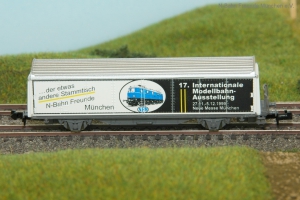 ...der etwas
andere Stammtisch
N-Bahn Freunde
München
17. Internationale
Modellbahn-
Ausstellung
Neue Messe München